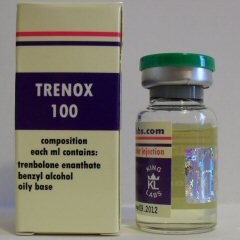 TRENOX
100
composition
each ml contains:
trenbolone enanthate
benzyl alcohol
oily base
bs.com
r injection
KING
KL
LABS
2012